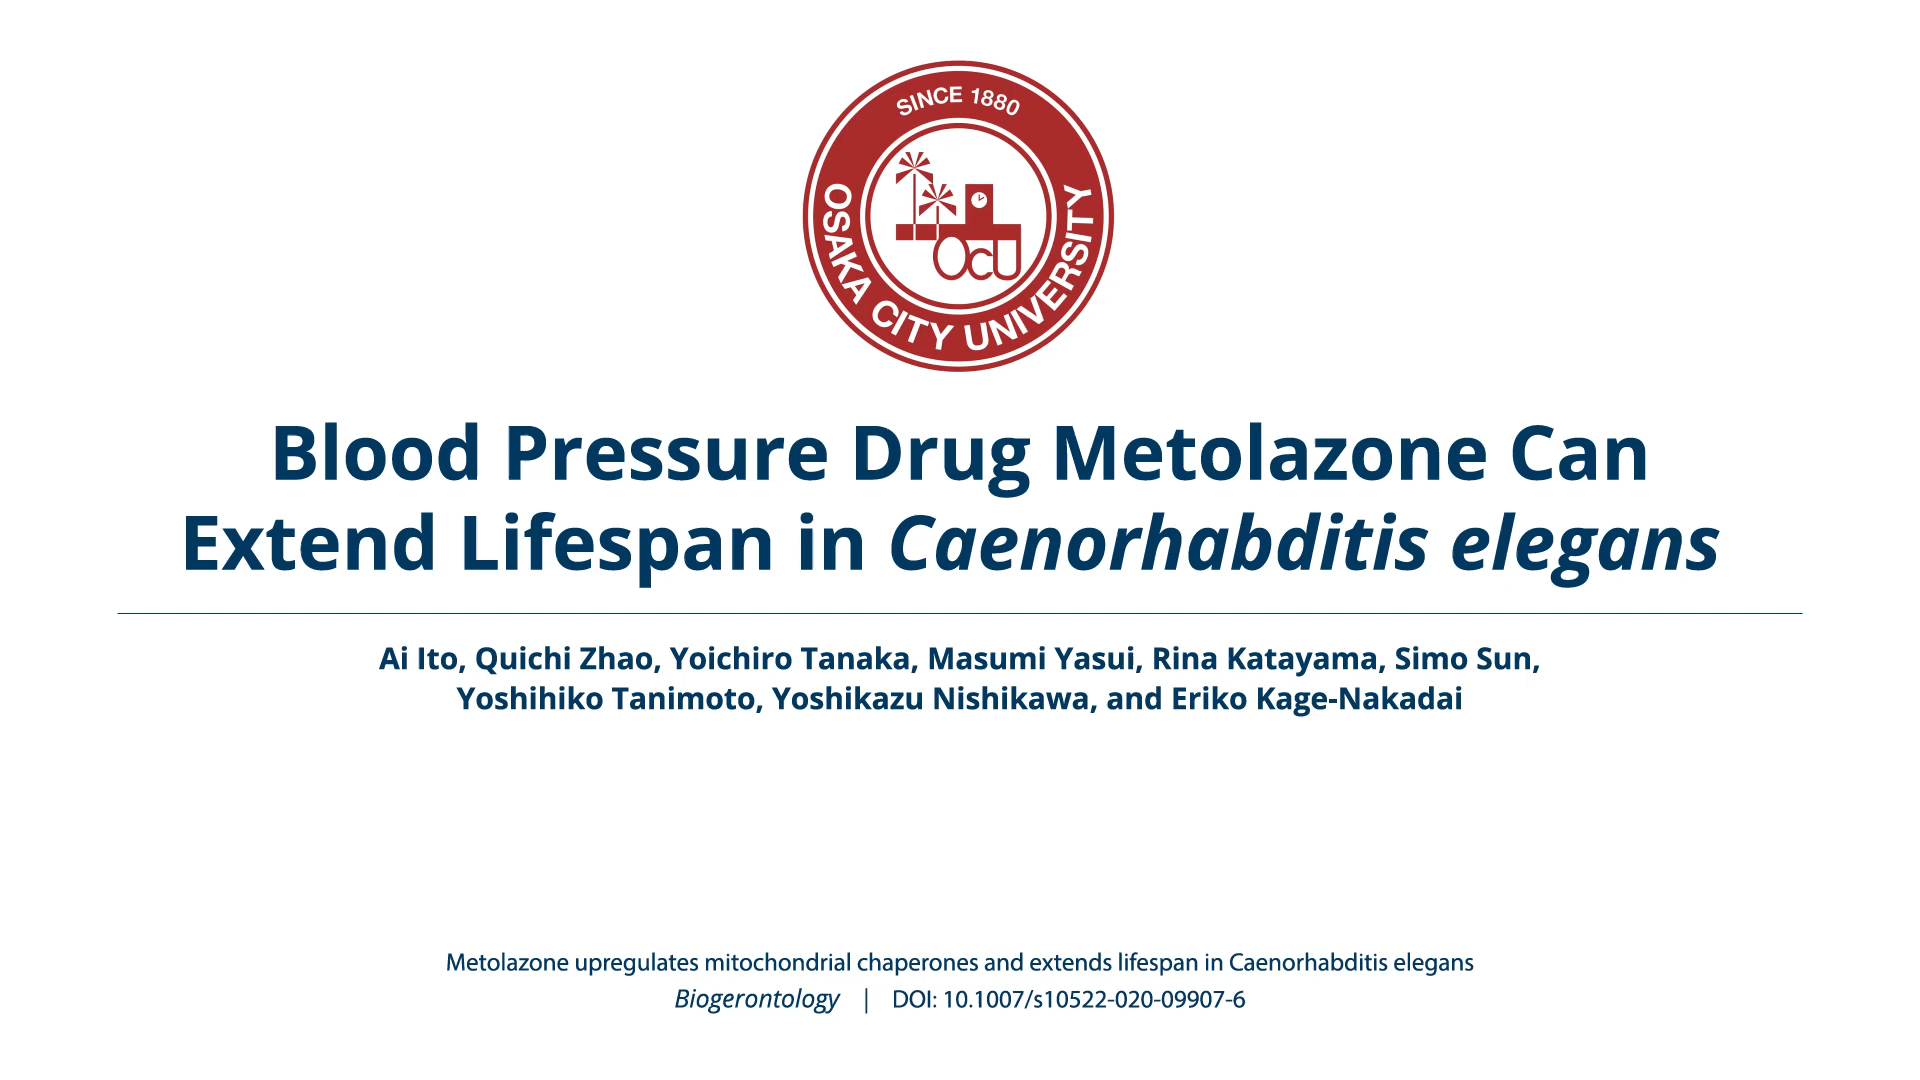 SINCE 1880
OSAKA CITY UNIVERSITY
OCU
Blood Pressure Drug Metolazone Can
Extend Lifespan in Caenorhabditis elegans
Ai Ito, Quichi Zhao, Yoichiro Tanaka, Masumi Yasui, Rina Katayama, Simo Sun,
Yoshihiko Tanimoto, Yoshikazu Nishikawa, and Eriko Kage-Nakadai
Metolazone upregulates mitochondrial chaperones and extends lifespan in Caenorhabditis elegans
Biogerontology | DOI: 10.1007/s10522-020-09907-6